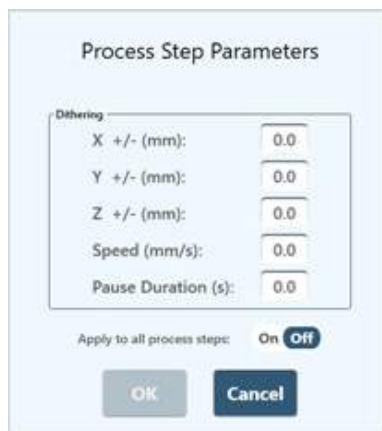 Process Step Parameters
Dithering
X +/- (mm): 0.0
Y +/- (mm): 0.0
Z +/- (mm): 0.0
Speed (mm/s): 0.0
Pause Duration (s): 0.0
Apply to all process steps: On Off
OK Cancel